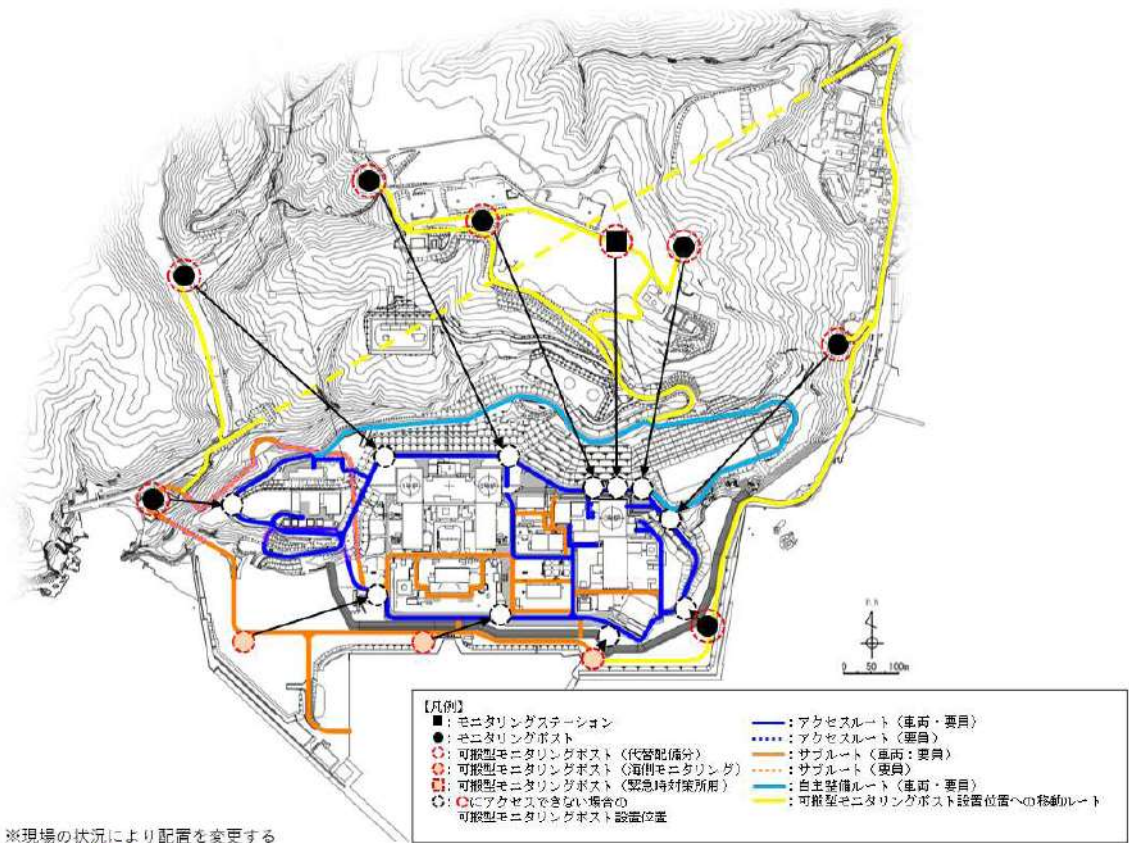 P.N
0 50 100m
【凡例】
■：モニタリングステーション
●：モニタリングポスト
：可搬型モニタリングポスト（代替配備分）
：可搬型モニタリングポスト（海側モニタリング）
：可搬型モニタリングポスト（緊急時対策所用）
：にアクセスできない場合の
可搬型モニタリングポスト設置位置
：アクセスルート（車両・要員）
：アクセスルート（要員）
：サブルート（車両・要員）
：サブルート（要員）
：自主整備ルート（車両・要員）
：可搬型モニタリングポスト設置位置への移動ルート
※現場の状況により配置を変更する